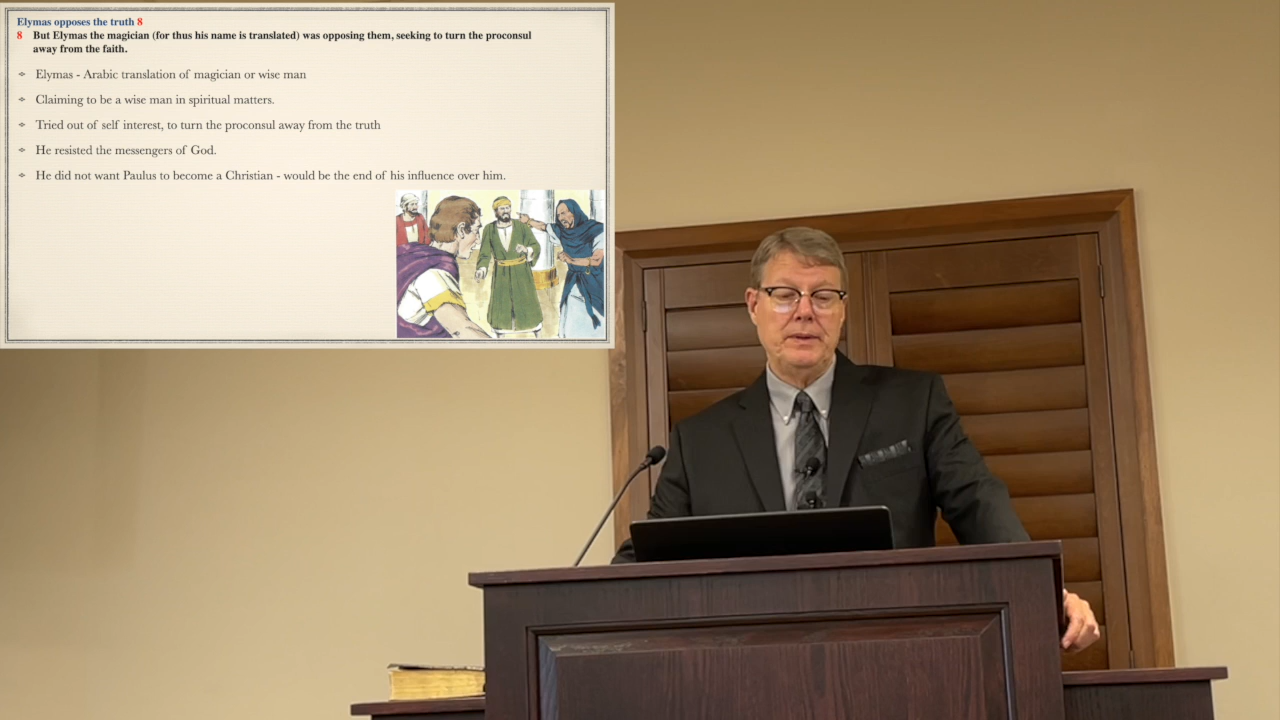 Elymas opposes the truth 8
8 But Elymas the magician (for thus his name is translated) was opposing them, seeking to turn the proconsul
away from the faith.
Elymas - Arabic translation of magician or wise man
Claiming to be a wise man in spiritual matters.
Tried out of self interest, to turn the proconsul away from the truth
He resisted the messengers of God.
He did not want Paulus to become a Christian - would be the end of his influence over him.